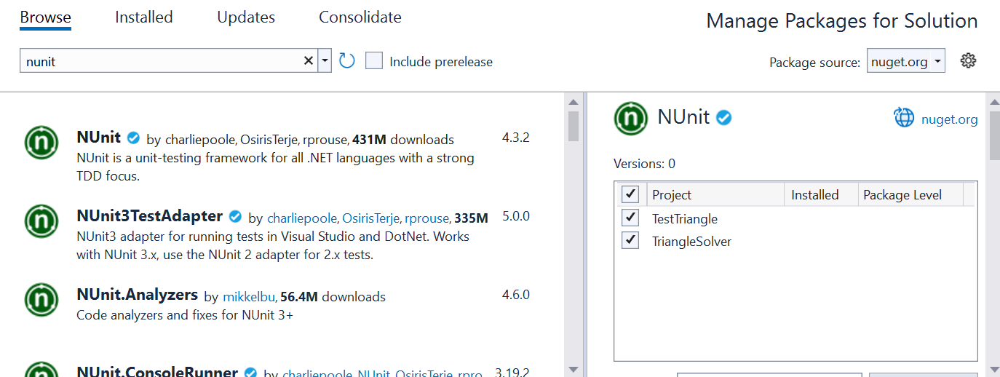 Browse Installed Updates Consolidate
Manage Packages for Solution
nunit
Include prerelease
Package source: nuget.org
NUnit by charliepoole, OsirisTerje, rprouse, 431M downloads 4.3.2
NUnit is a unit-testing framework for all .NET languages with a strong
TDD focus.
NUnit3TestAdapter by charliepoole, OsirisTerje, rprouse, 335M 5.0.0
NUnit3 adapter for running tests in Visual Studio and DotNet. Works
with NUnit 3.x, use the NUnit 2 adapter for 2.x tests.
NUnit.Analyzers by mikkelbu, 56.4M downloads 4.6.0
Code analyzers and fixes for NUnit 3+
NUnit.ConsoleRunner by charliepoole, NUnit, OsirisTerje, rpro 3.19.2
NUnit
nuget.org
Versions: 0
Project Installed Package Level
TestTriangle
TriangleSolver